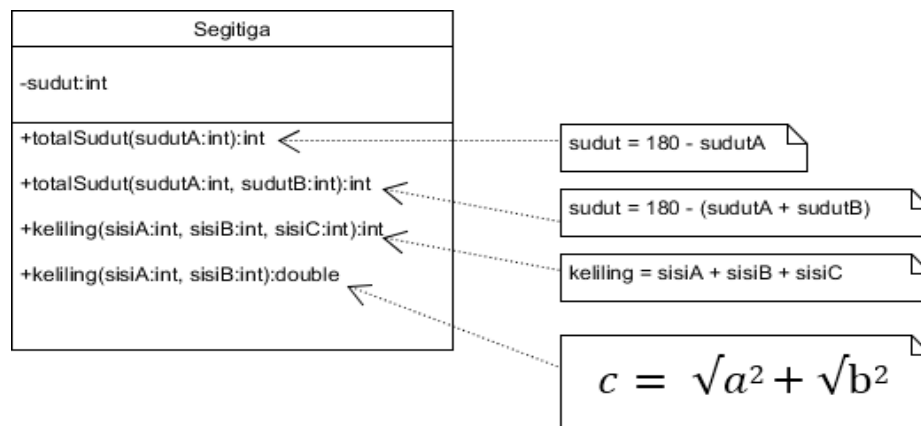 Segitiga
-sudut:int
+totalSudut(sudutA:int):int
sudut = 180 - sudutA
+totalSudut(sudutA:int, sudutB:int):int
sudut = 180 - (sudutA + sudutB)
+keliling(sisiA:int, sisiB:int, sisiC:int):int
keliling = sisiA + sisiB + sisiC
+keliling(sisiA:int, sisiB:int):double
c = √a² + √b²